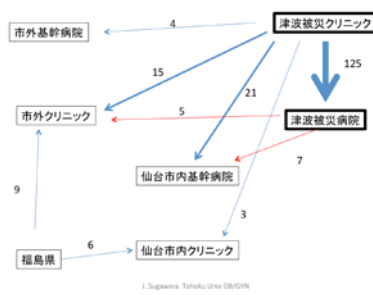 市外基幹病院
4
津波被災クリニック
15
125
21
市外クリニック
5
津波被災病院
7
仙台市内基幹病院
9
3
福島県
6
仙台市内クリニック
J. Sugawara. Tohoku Univ OB/GYN